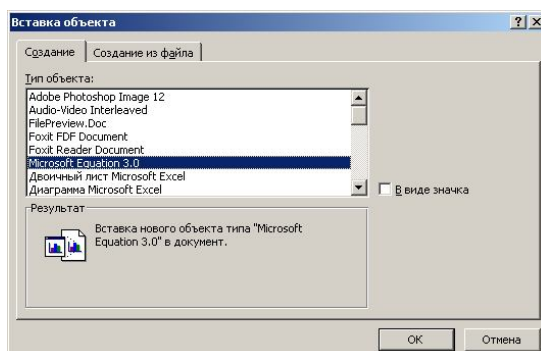 Вставка объекта
Создание
Создание из файла
Тип объекта:
Adobe Photoshop Image 12
Audio-Video Interleaved
FilePreview.Doc
Foxit FDF Document
Foxit Reader Document
Microsoft Equation 3.0
Двоичный лист Microsoft Excel
Диаграмма Microsoft Excel
В виде значка
Результат
Вставка нового объекта типа "Microsoft
Equation 3.0" в документ.
ОК
Отмена